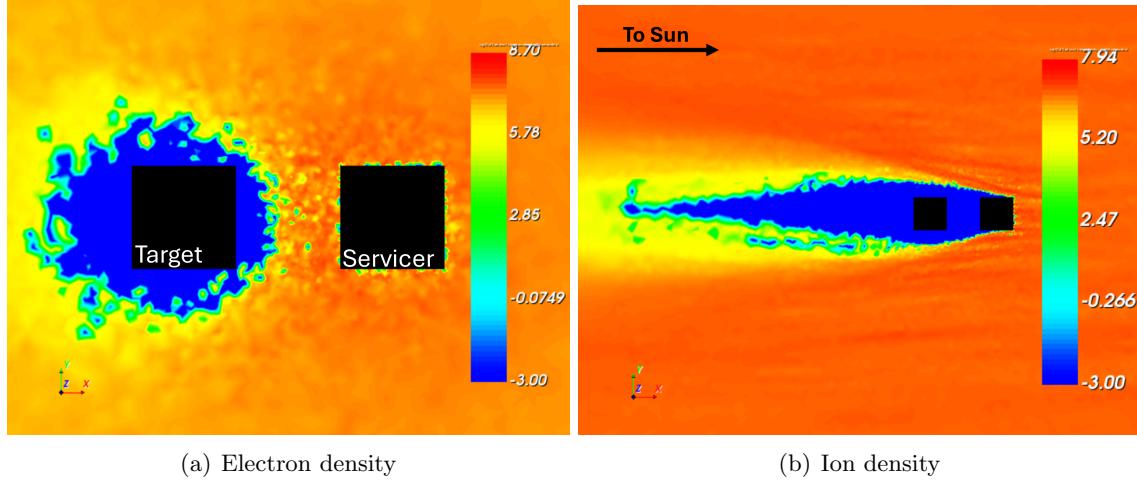 8.70
5.78
2.85
-0.0749
-3.00
Target
Servicer
Y
Z X
(a) Electron density
To Sun
7.94
5.20
2.47
-0.266
-3.00
Y
Z X
(b) Ion density